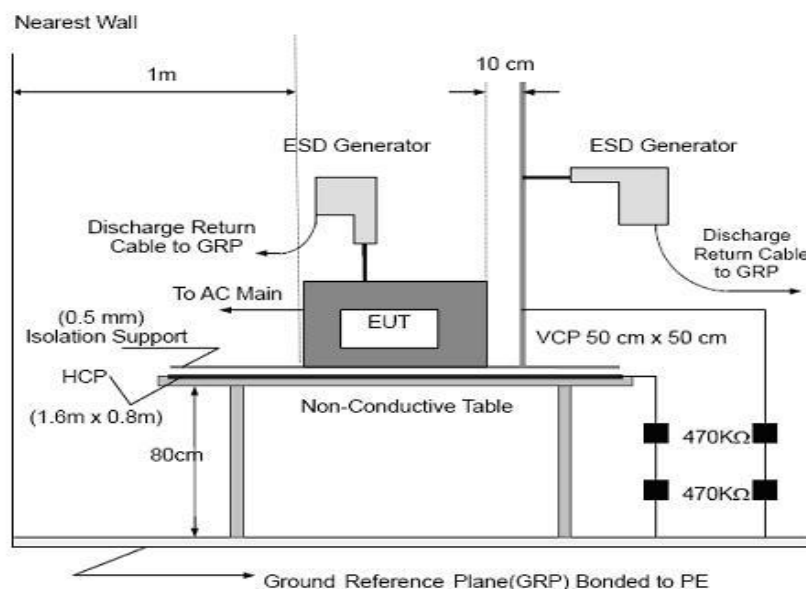 Nearest Wall
1m
10 cm
ESD Generator
ESD Generator
Discharge Return
Cable to GRP
Discharge
Return Cable
to GRP
To AC Main
(0.5 mm)
Isolation Support
EUT
VCP 50 cm x 50 cm
HCP
(1.6m x 0.8m)
Non-Conductive Table
80cm
470KΩ
470KΩ
Ground Reference Plane(GRP) Bonded to PE